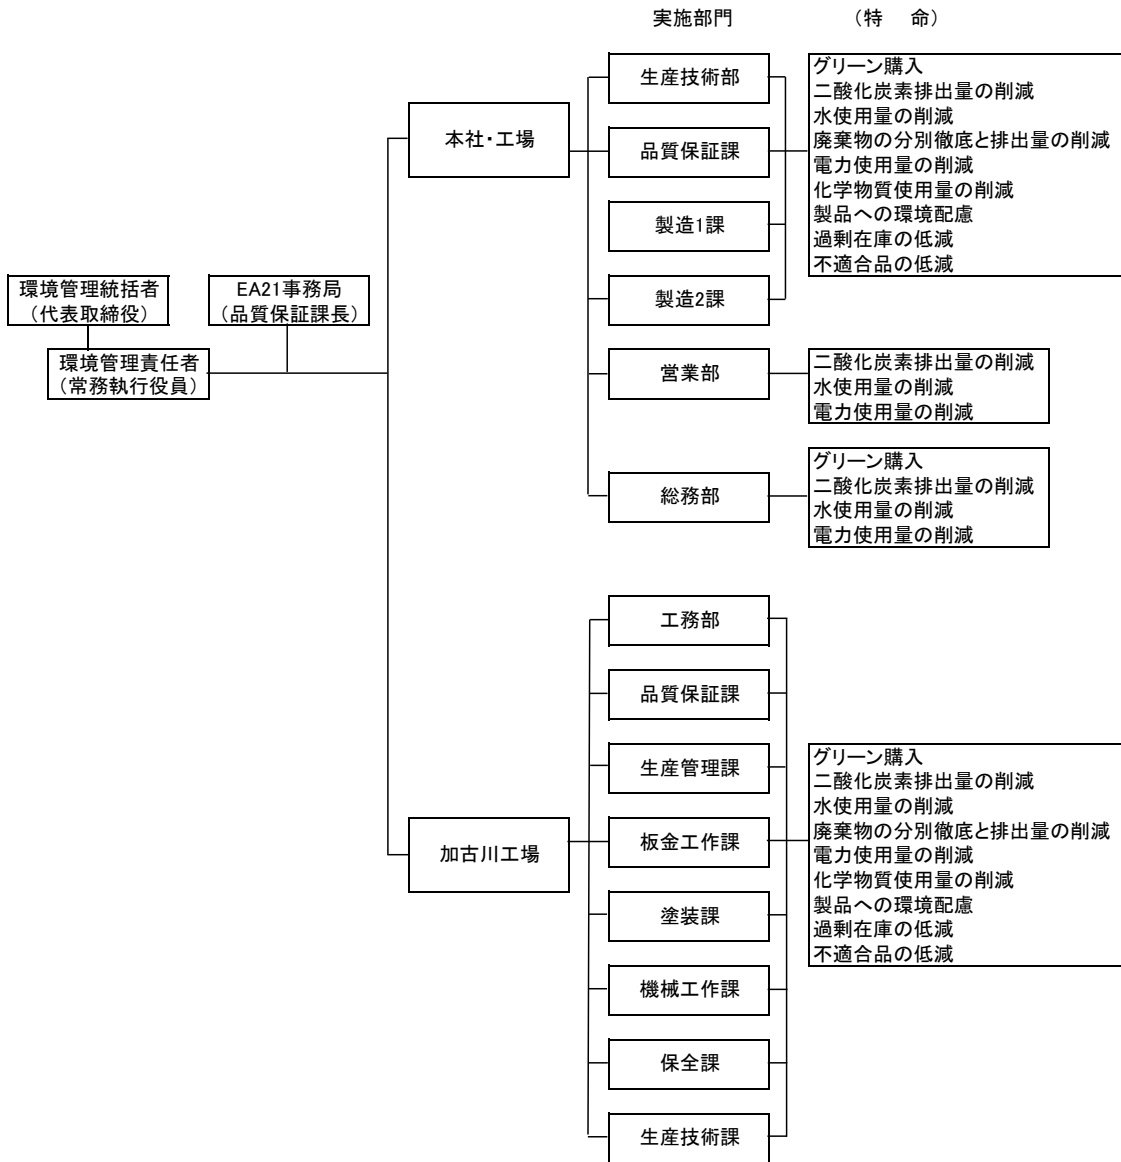 実施部門
（特　命）
生産技術部
品質保証課
製造1課
製造2課
グリーン購入
二酸化炭素排出量の削減
水使用量の削減
廃棄物の分別徹底と排出量の削減
電力使用量の削減
化学物質使用量の削減
製品への環境配慮
過剰在庫の低減
不適合品の低減
本社・工場
環境管理統括者
（代表取締役）
EA21事務局
（品質保証課長）
環境管理責任者
（常務執行役員）
営業部
二酸化炭素排出量の削減
水使用量の削減
電力使用量の削減
総務部
グリーン購入
二酸化炭素排出量の削減
水使用量の削減
電力使用量の削減
加古川工場
工務部
品質保証課
生産管理課
板金工作課
塗装課
機械工作課
保全課
生産技術課
グリーン購入
二酸化炭素排出量の削減
水使用量の削減
廃棄物の分別徹底と排出量の削減
電力使用量の削減
化学物質使用量の削減
製品への環境配慮
過剰在庫の低減
不適合品の低減